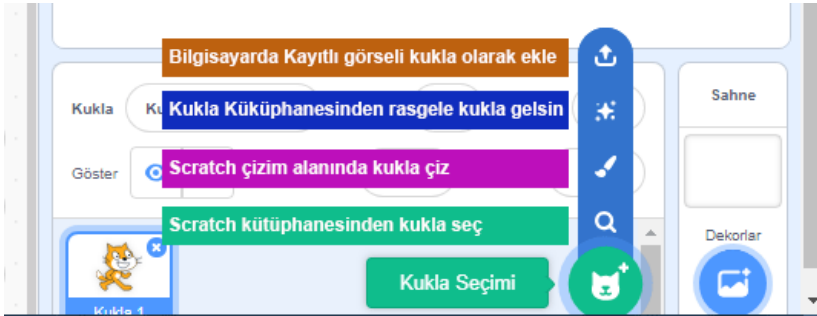 Bilgisayarda Kayıtlı görseli kukla olarak ekle
Kukla
Ku
Kukla Küküphanesinden rasgele kukla gelsin
Sahne
Göster
Scratch çizim alanında kukla çiz
Scratch kütüphanesinden kukla seç
Dekorlar
Kukla Seçimi
Kukla 1